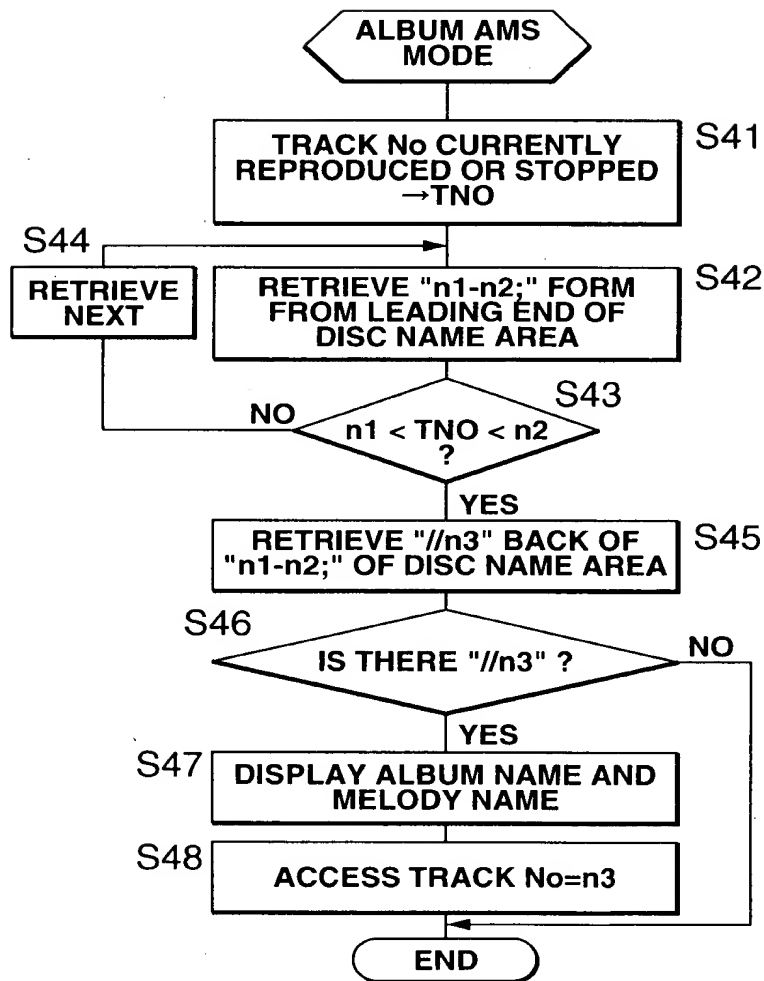 ALBUM AMS
MODE
S41
TRACK No CURRENTLY
REPRODUCED OR STOPPED
→TNO
S44
RETRIEVE
NEXT
S42
RETRIEVE "n1-n2;" FORM
FROM LEADING END OF
DISC NAME AREA
S43
NO
n1 < TNO < n2
?
YES
S45
RETRIEVE "//n3" BACK OF
"n1-n2;" OF DISC NAME AREA
S46
NO
IS THERE "//n3" ?
YES
S47
DISPLAY ALBUM NAME AND
MELODY NAME
S48
ACCESS TRACK No=n3
END